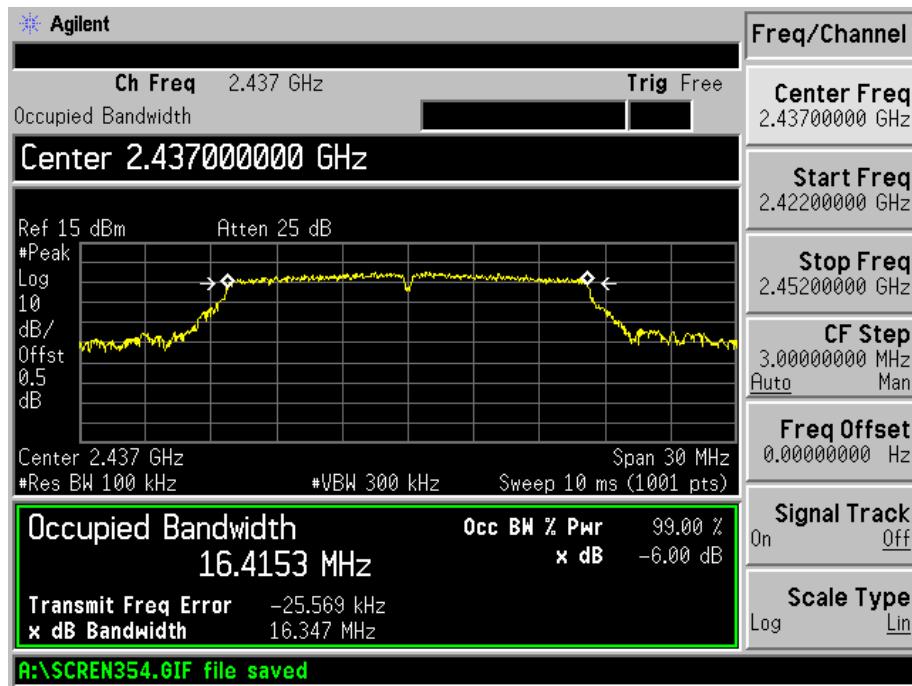 Agilent
Ch Freq 2.437 GHz Trig Free
Occupied Bandwidth
Center 2.437000000 GHz
Ref 15 dBm Atten 25 dB
#Peak
Log
10
dB/
Offst
0.5
dB
Center 2.437 GHz Span 30 MHz
#Res BW 100 kHz #VBW 300 kHz Sweep 10 ms (1001 pts)
Occupied Bandwidth Occ BW % Pwr 99.00 %
16.4153 MHz x dB -6.00 dB
Transmit Freq Error -25.569 kHz
x dB Bandwidth 16.347 MHz
A:\SCREN354.GIF file saved
Freq/Channel
Center Freq
2.43700000 GHz
Start Freq
2.42200000 GHz
Stop Freq
2.45200000 GHz
CF Step
3.00000000 MHz
Auto Man
Freq Offset
0.00000000 Hz
Signal Track
On Off
Scale Type
Log Lin